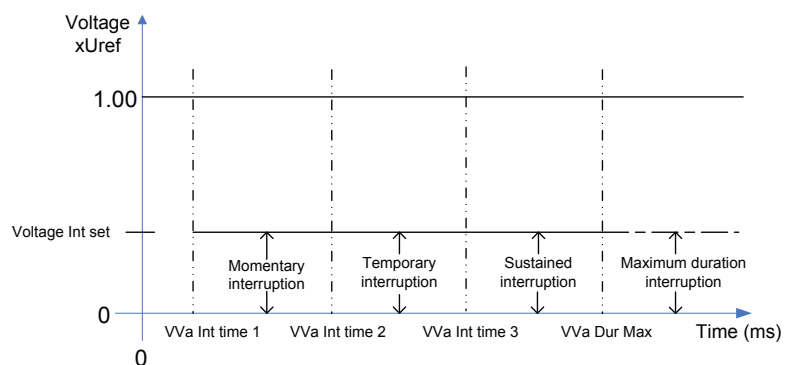 Voltage
xUref
1.00
Voltage Int set
Momentary
interruption
Temporary
interruption
Sustained
interruption
Maximum duration
interruption
0
VVa Int time 1
VVa Int time 2
VVa Int time 3
VVa Dur Max
Time (ms)
0